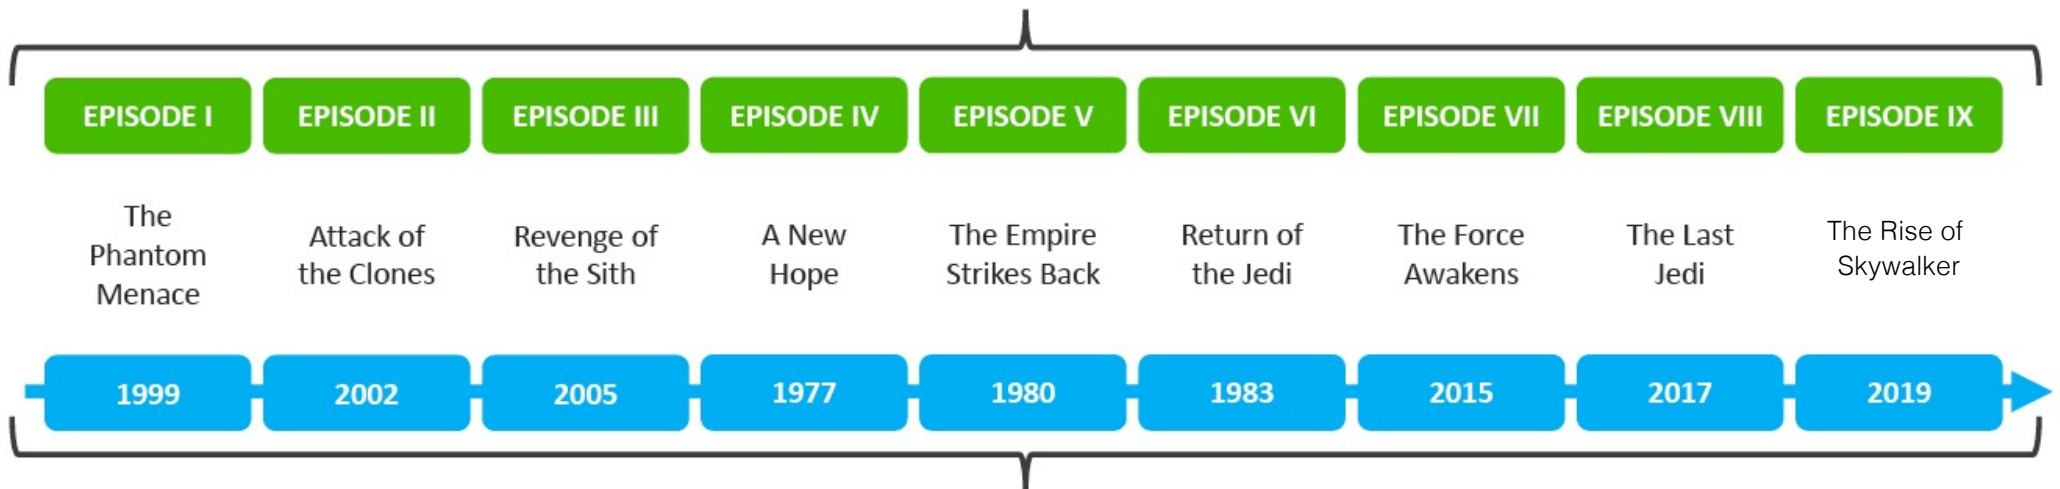 EPISODE I
EPISODE II
EPISODE III
EPISODE IV
EPISODE V
EPISODE VI
EPISODE VII
EPISODE VIII
EPISODE IX
The
Phantom
Menace
Attack of
the Clones
Revenge of
the Sith
A New
Hope
The Empire
Strikes Back
Return of
the Jedi
The Force
Awakens
The Last
Jedi
The Rise of
Skywalker
1999
2002
2005
1977
1980
1983
2015
2017
2019